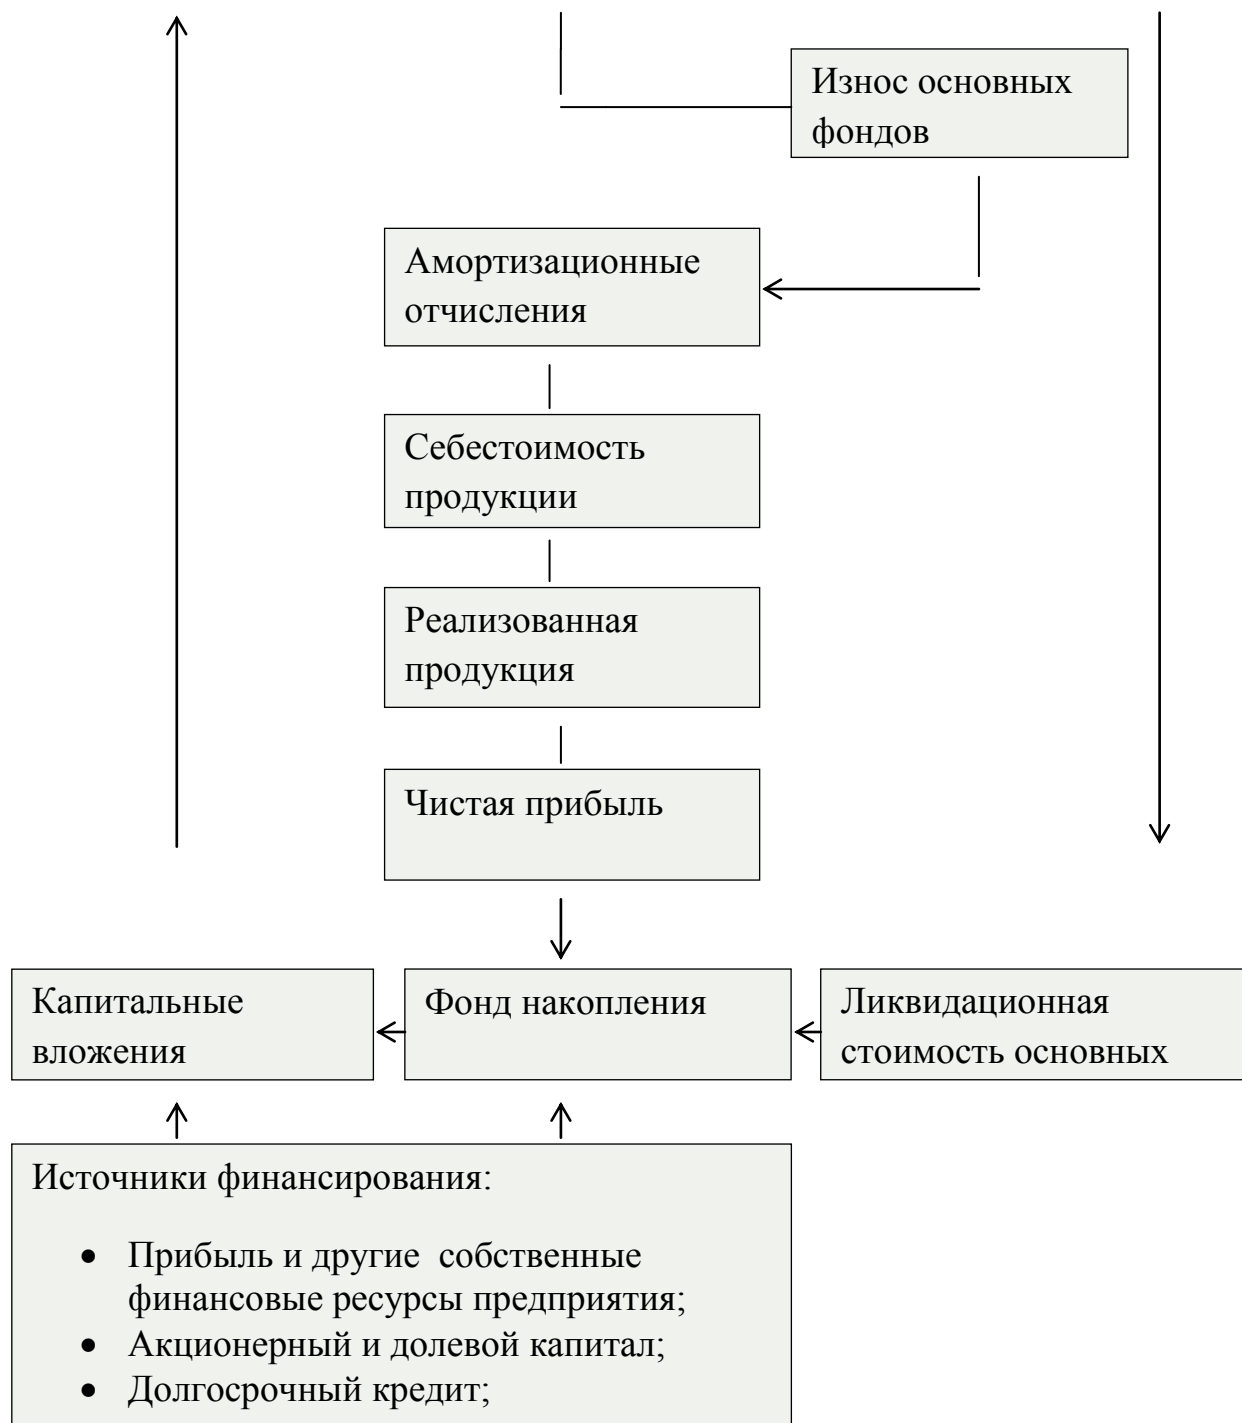 Износ основных
фондов
Амортизационные
отчисления
Себестоимость
продукции
Реализованная
продукция
Чистая прибыль
Капитальные
вложения
Фонд накопления
Ликвидационная
стоимость основных
Источники финансирования:
• Прибыль и другие собственные
финансовые ресурсы предприятия;
• Акционерный и долевой капитал;
• Долгосрочный кредит;